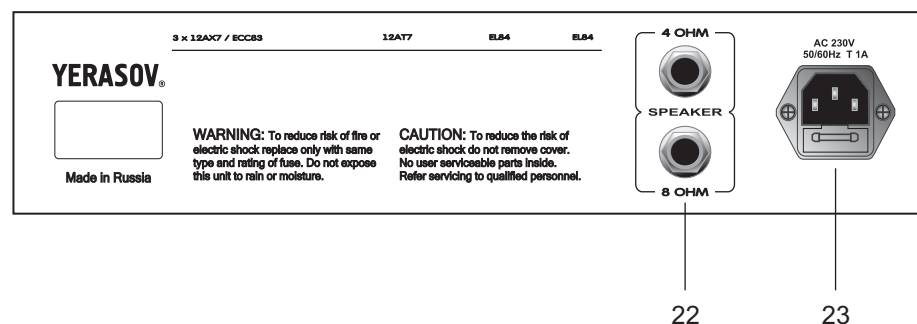 3 x 12AX7 / ECC83 12AT7 EL84 EL84
YERASOV®
Made in Russia
WARNING: To reduce risk of fire or
electric shock replace only with same
type and rating of fuse. Do not expose
this unit to rain or moisture.
CAUTION: To reduce the risk of
electric shock do not remove cover.
No user serviceable parts inside.
Refer servicing to qualified personnel.
4 OHM
SPEAKER
8 OHM
AC 230V
50/60Hz T 1A
22
23